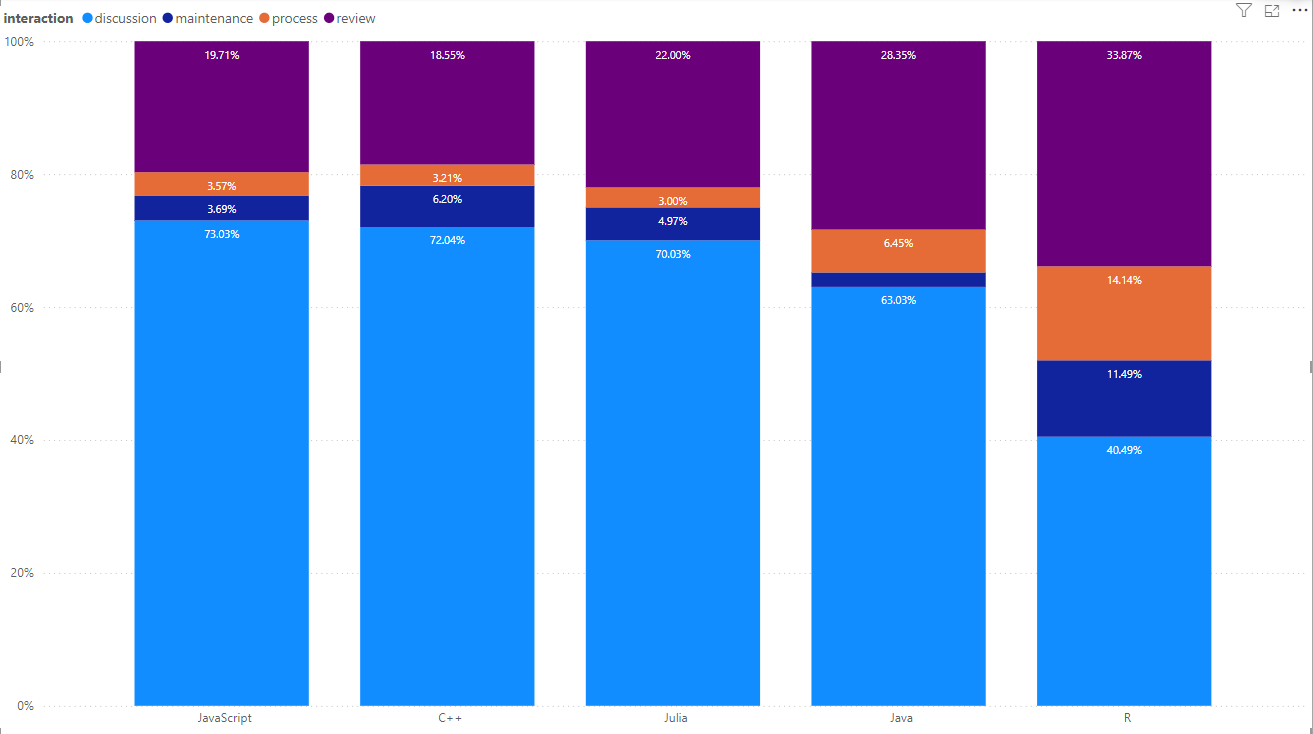 interaction discussion maintenance process review
100%
19.71% 18.55% 22.00% 28.35% 33.87%
80%
3.57% 3.21% 3.00% 6.45% 14.14%
3.69% 6.20% 4.97% 11.49%
73.03% 72.04% 70.03% 63.03% 40.49%
60%
40%
20%
0%
JavaScript C++ Julia Java R